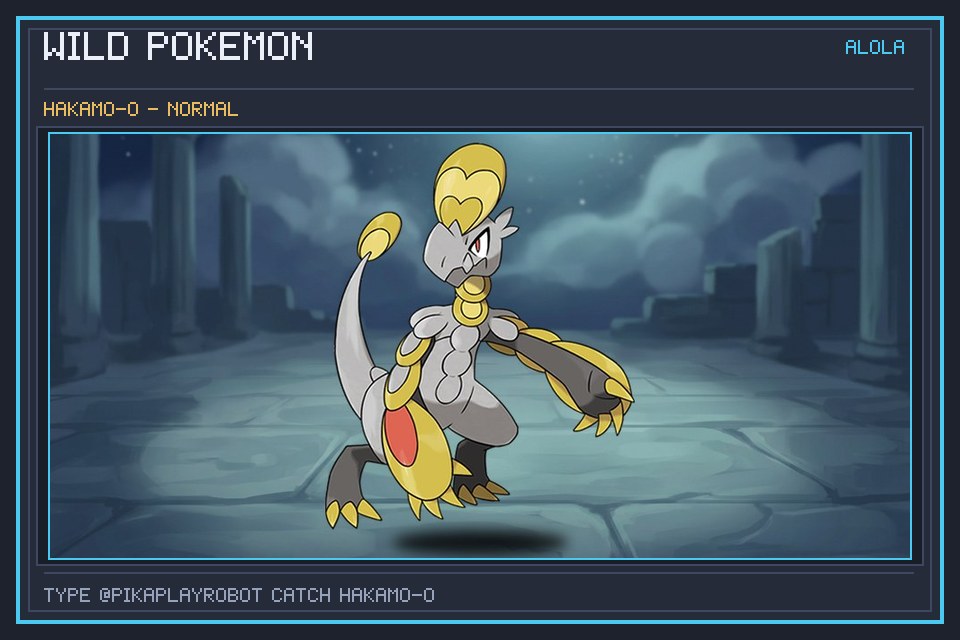 WILD POKEMON
ALOLA
HAKAMO-O - NORMAL
TYPE @PIKAPLAYROBOT CATCH HAKAMO-O